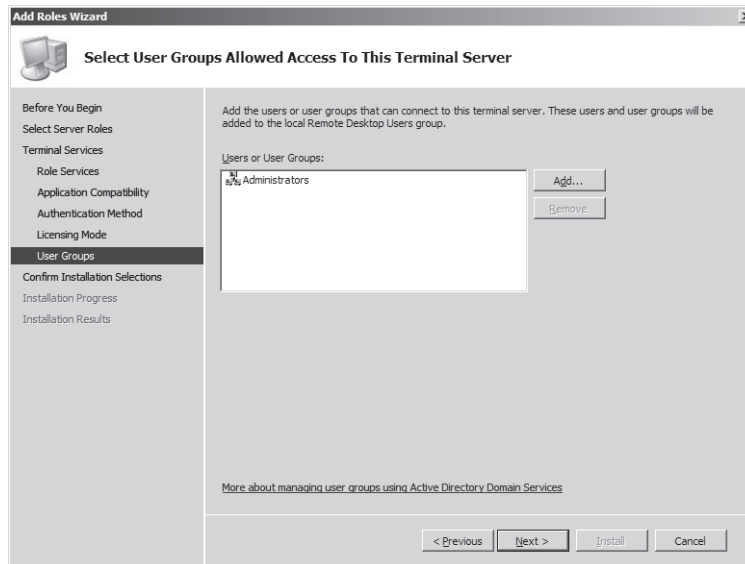 Add Roles Wizard
Select User Groups Allowed Access To This Terminal Server
Before You Begin
Select Server Roles
Terminal Services
Role Services
Application Compatibility
Authentication Method
Licensing Mode
User Groups
Confirm Installation Selections
Installation Progress
Installation Results
Add the users or user groups that can connect to this terminal server. These users and user groups will be
added to the local Remote Desktop Users group.
Users or User Groups:
Administrators
Add...
Remove
More about managing user groups using Active Directory Domain Services
< Previous
Next >
Install
Cancel